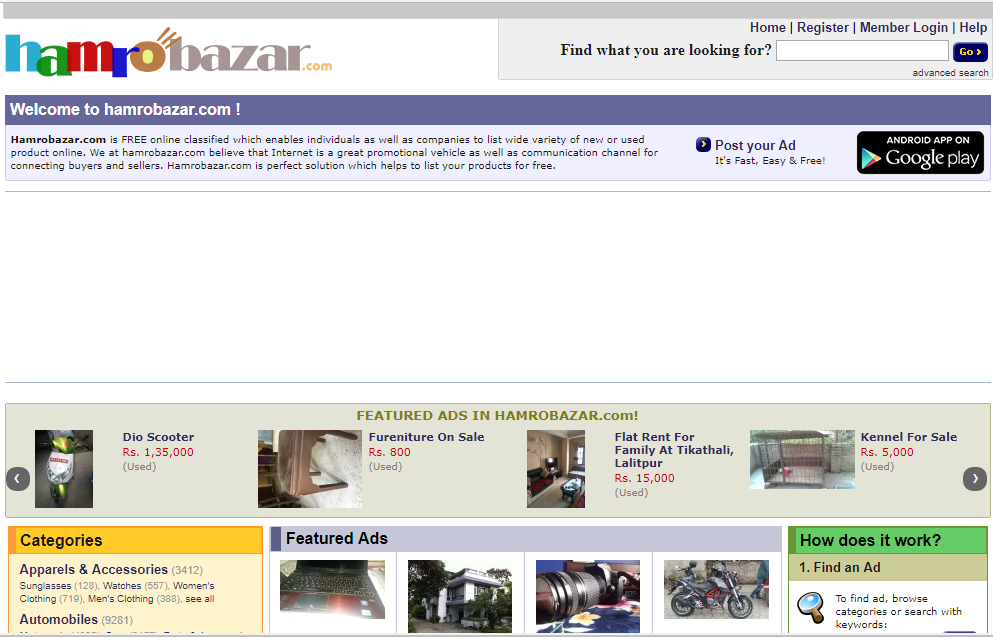 hamrobazar.com
Home | Register | Member Login | Help
Find what you are looking for?
Go ›
advanced search
Welcome to hamrobazar.com !
Hamrobazar.com is FREE online classified which enables individuals as well as companies to list wide variety of new or used
product online. We at hamrobazar.com believe that Internet is a great promotional vehicle as well as communication channel for
connecting buyers and sellers. Hamrobazar.com is perfect solution which helps to list your products for free.
Post your Ad
It's Fast, Easy & Free!
ANDROID APP ON
Google play
FEATURED ADS IN HAMROBAZAR.com!
Dio Scooter
Rs. 1,35,000
(Used)
Fureniture On Sale
Rs. 800
(Used)
Flat Rent For
Family At Tikathali,
Lalitpur
Rs. 15,000
(Used)
Kennel For Sale
Rs. 5,000
(Used)
Categories
Apparels & Accessories (3412)
Sunglasses (128), Watches (557), Women's
Clothing (719), Men's Clothing (388), see all
Automobiles (9281)
Featured Ads
How does it work?
1. Find an Ad
To find ad, browse
categories or search with
keywords: